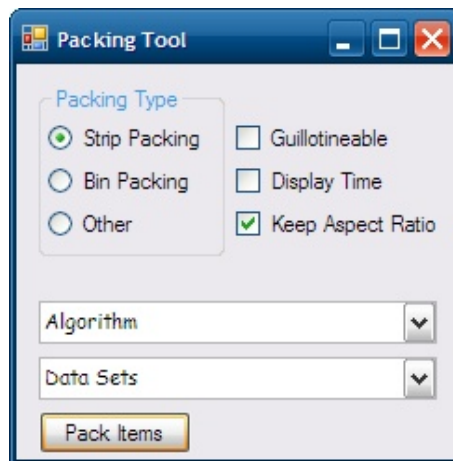 Packing Tool
Packing Type
Strip Packing
Guillotineable
Bin Packing
Display Time
Other
Keep Aspect Ratio
Algorithm
Data Sets
Pack Items